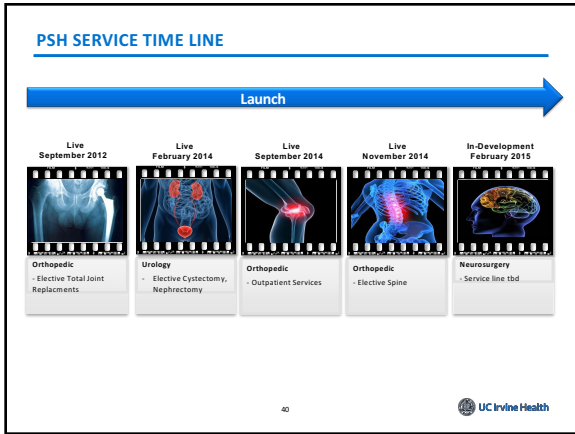 PSH SERVICE TIME LINE
Launch
Live
September 2012
Live
February 2014
Live
September 2014
Live
November 2014
In-Development
February 2015
Orthopedic
- Elective Total Joint
Replacments
Urology
- Elective Cystectomy,
Nephrectomy
Orthopedic
- Outpatient Services
Orthopedic
- Elective Spine
Neurosurgery
- Service line tbd
40
UC Irvine Health